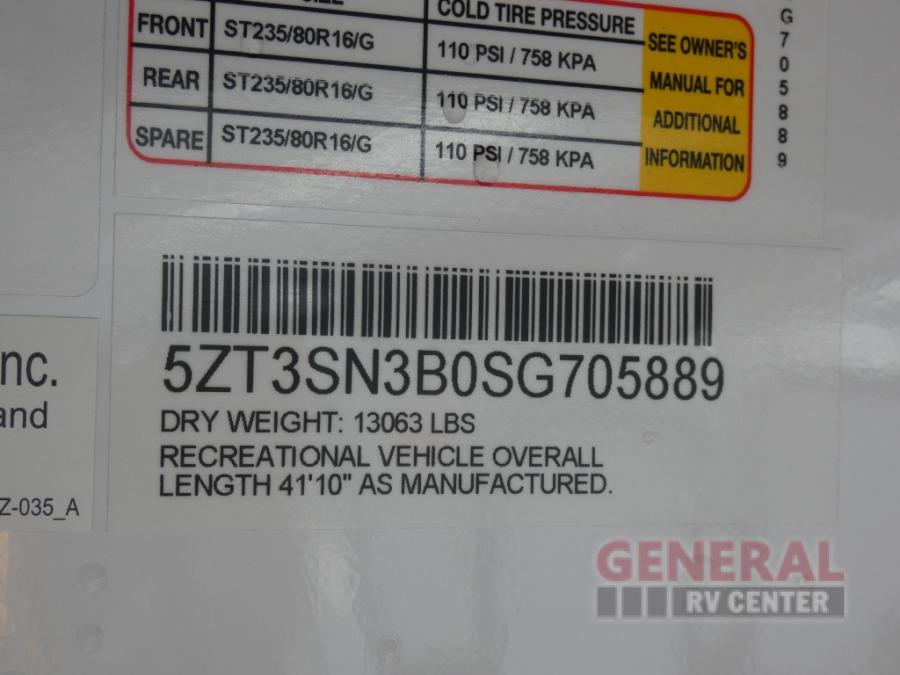 COLD TIRE PRESSURE
FRONT ST235/80R16/G 110 PSI / 758 KPA
REAR ST235/80R16/G 110 PSI / 758 KPA
SPARE ST235/80R16/G 110 PSI / 758 KPA
SEE OWNER'S
MANUAL FOR
ADDITIONAL
INFORMATION
G
7
0
5
8
8
9
5ZT3SN3B0SG705889
DRY WEIGHT: 13063 LBS
RECREATIONAL VEHICLE OVERALL
LENGTH 41'10" AS MANUFACTURED.
nc.
and
Z-035_A
GENERAL
RV CENTER